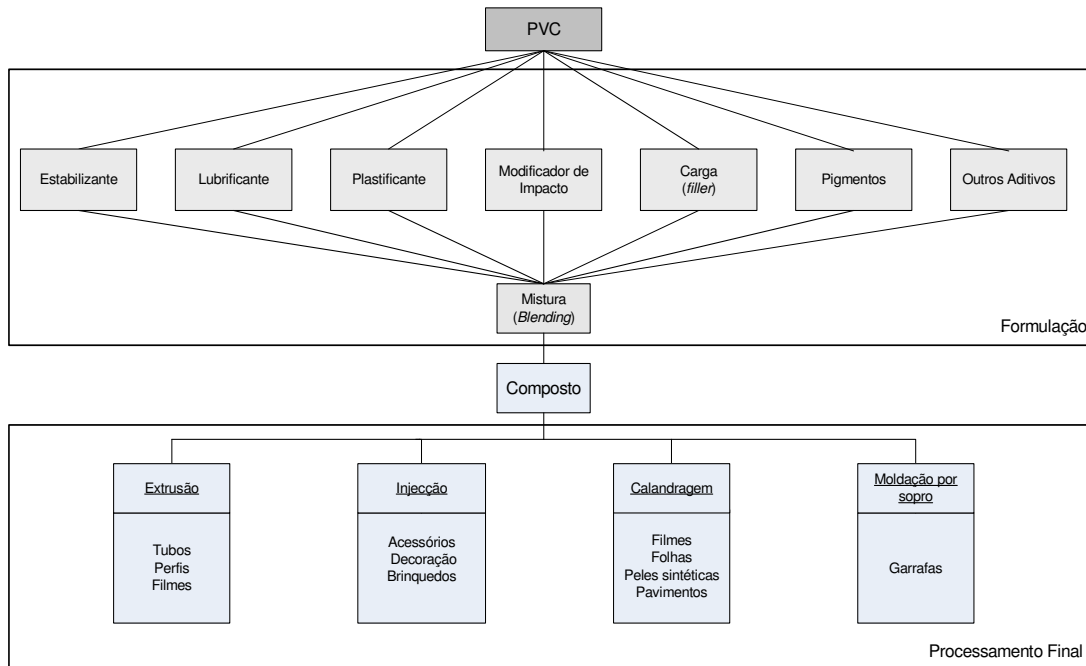 PVC
Estabilizante
Lubrificante
Plastificante
Modificador de
Impacto
Carga
(filler)
Pigmentos
Outros Aditivos
Mistura
(Blending)
Formulação
Composto
Extrusão
Tubos
Perfis
Filmes
Injecção
Acessórios
Decoração
Brinquedos
Calandragem
Filmes
Folhas
Peles sintéticas
Pavimentos
Moldação por
sopro
Garrafas
Processamento Final